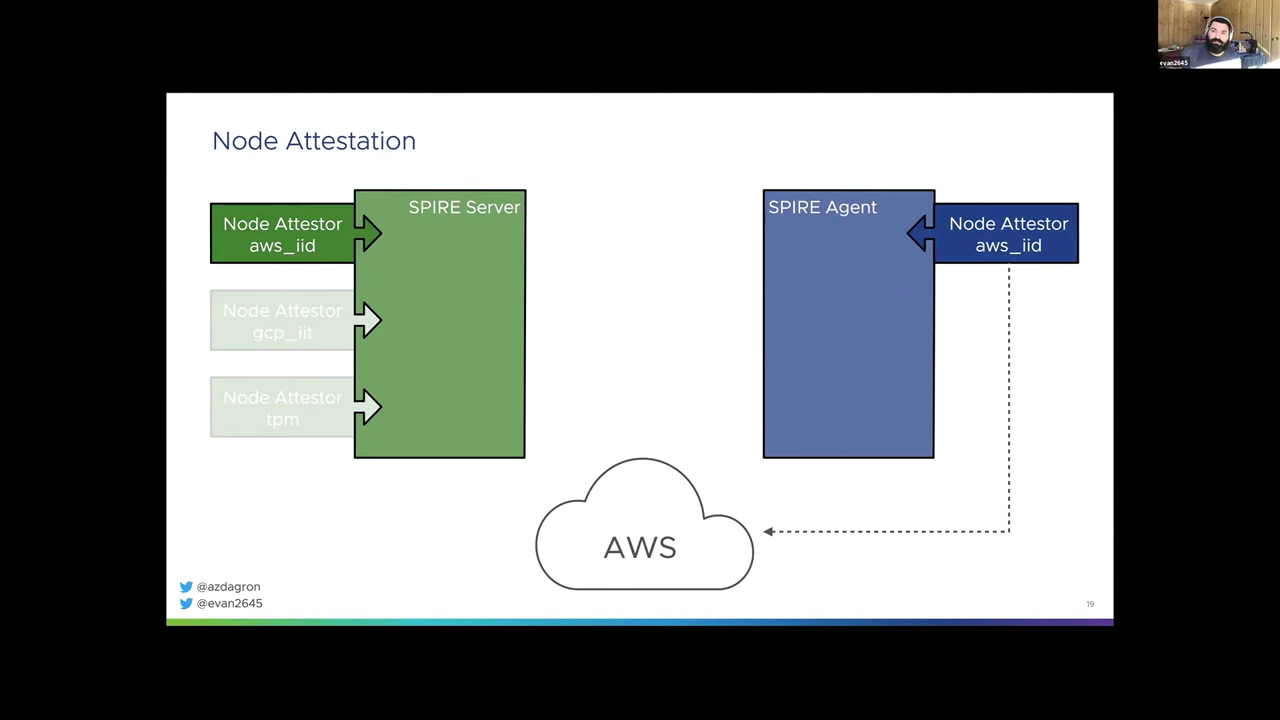 evan2645
Node Attestation
Node Attestor
aws_iid
SPIRE Server
SPIRE Agent
Node Attestor
aws_iid
Node Attestor
gcp_iit
Node Attestor
tpm
AWS
@azdagron
@evan2645
19